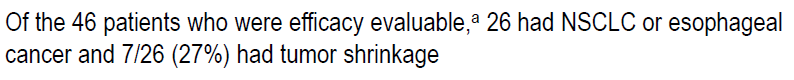 Of the 46 patients who were efficacy evaluable,ᵃ 26 had NSCLC or esophageal
cancer and 7/26 (27%) had tumor shrinkage